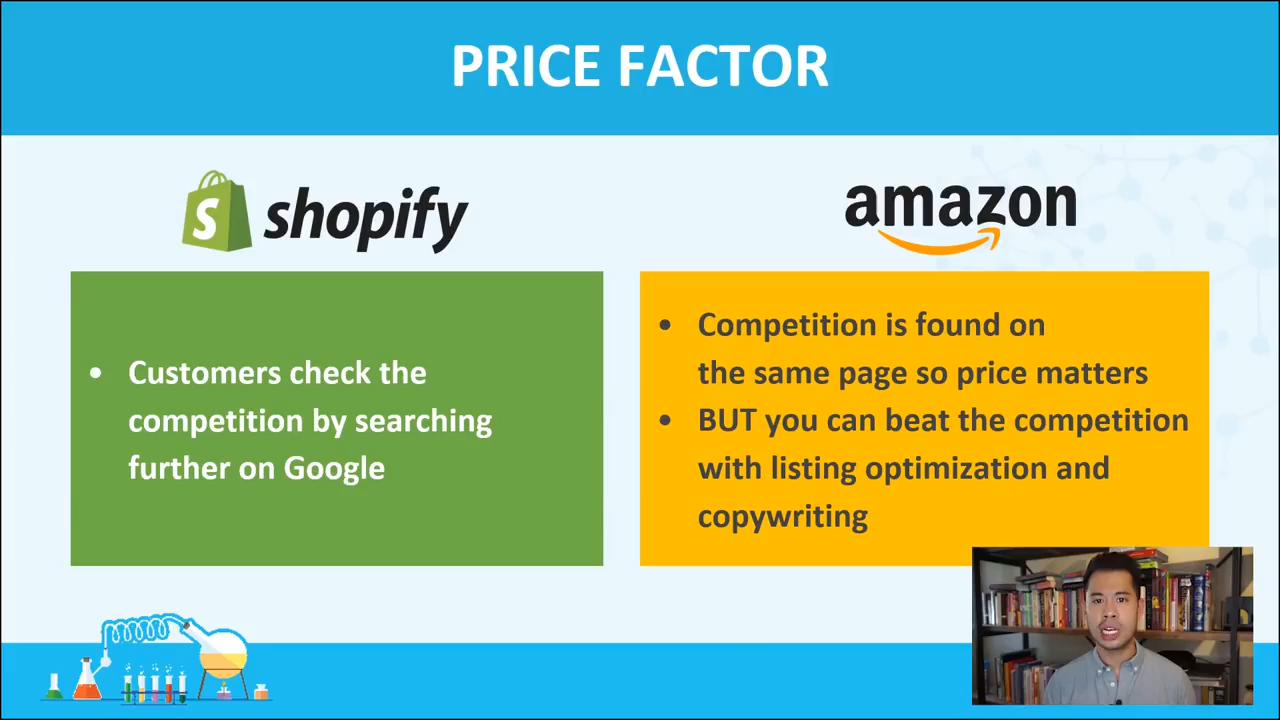 PRICE FACTOR
S shopify
amazon
• Customers check the
competition by searching
further on Google
• Competition is found on
the same page so price matters
• BUT you can beat the competition
with listing optimization and
copywriting